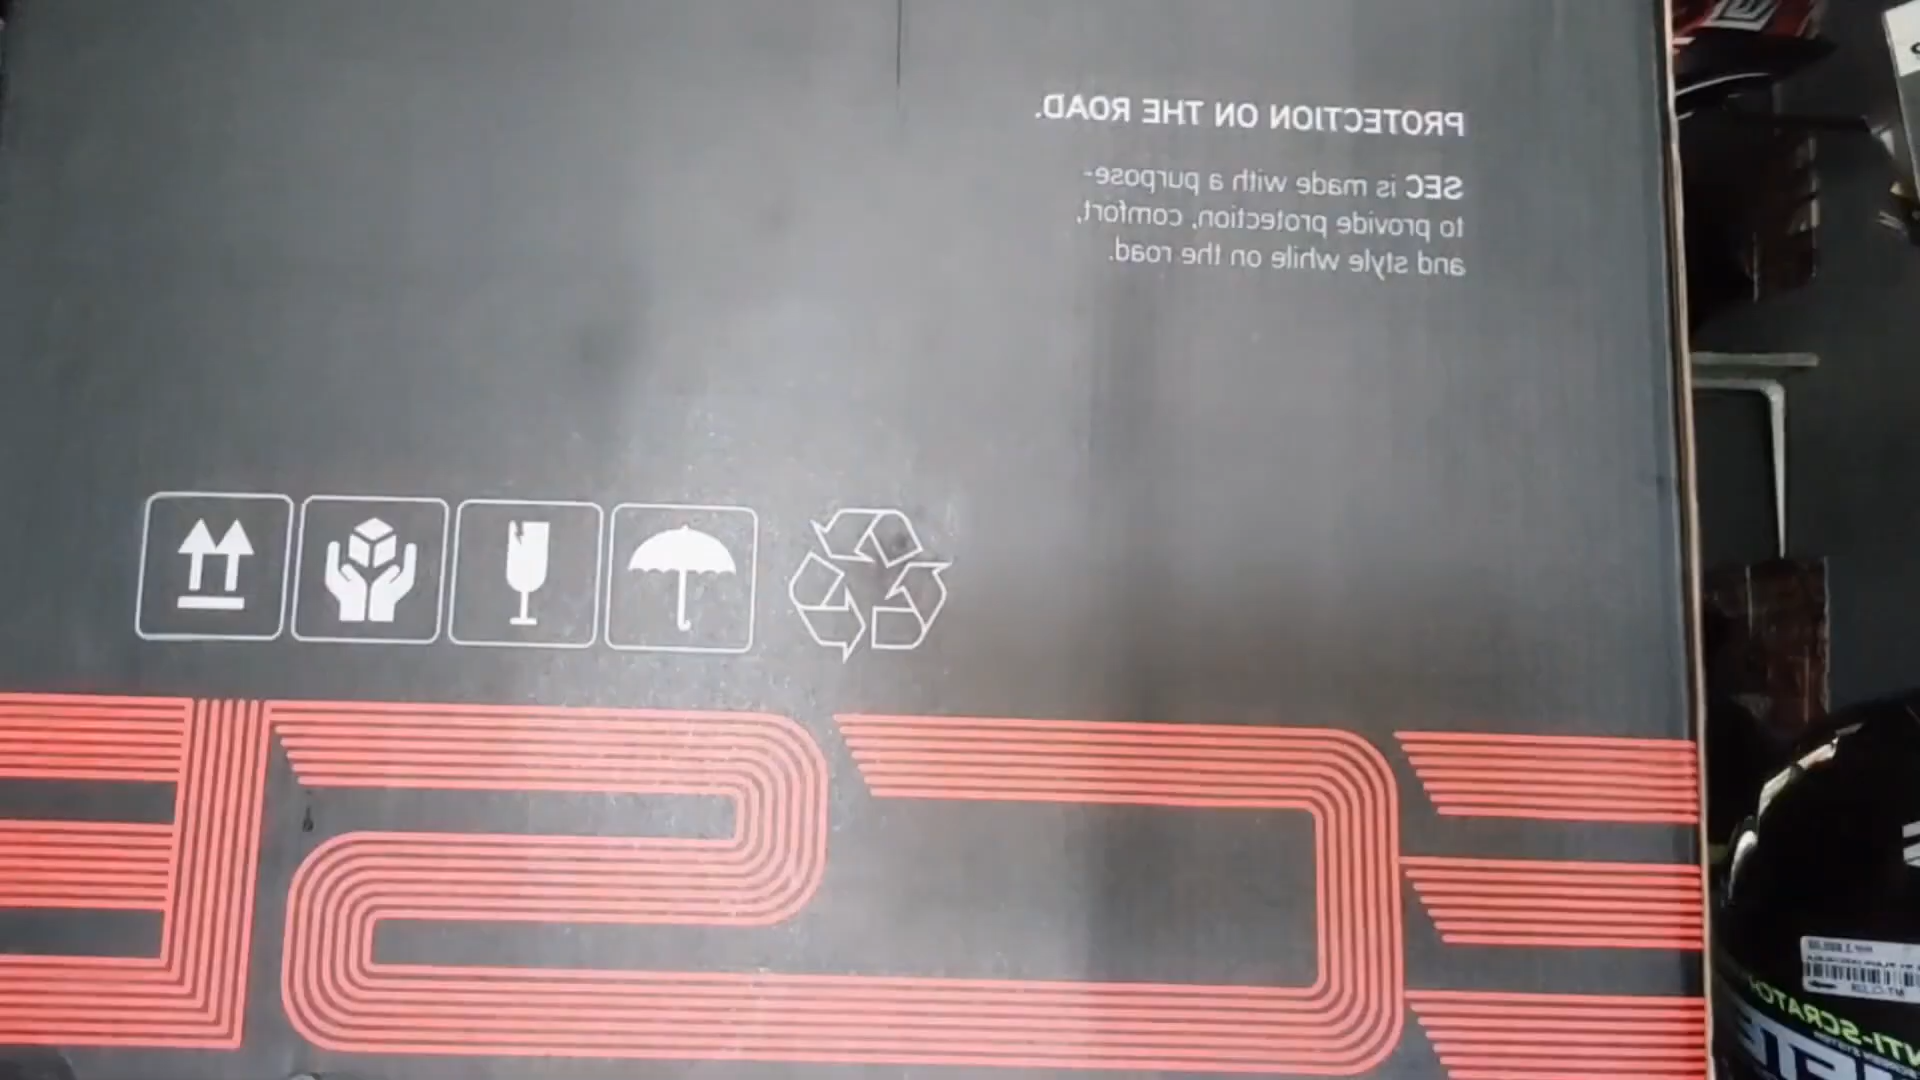 PROTECTION ON THE ROAD.
SEC is made with a purpose-
to provide protection, comfort,
and style while on the road.
SEC
ANTI-SCRATCH